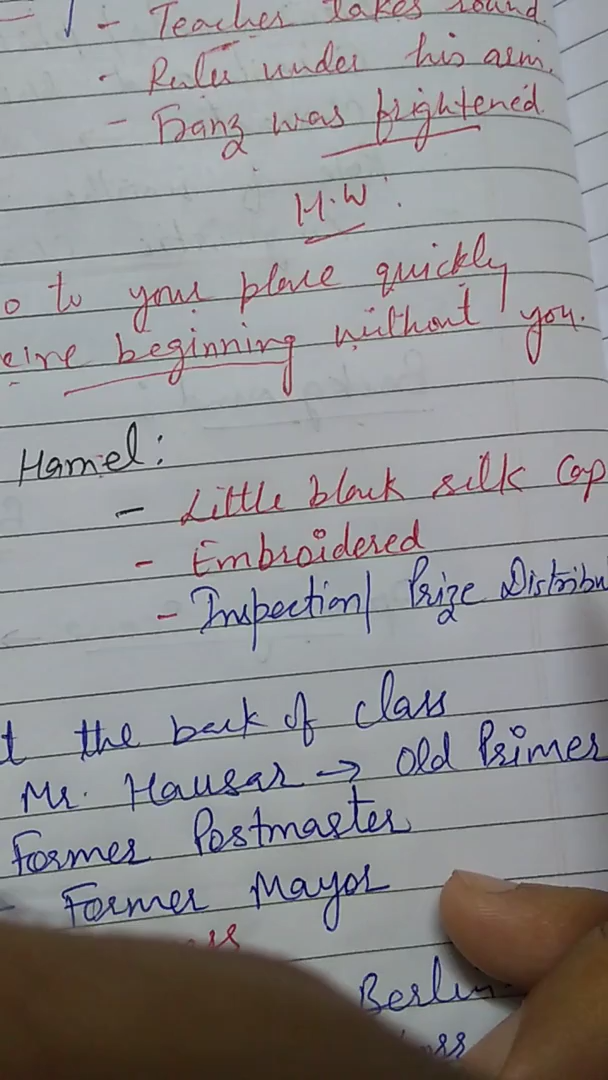 - Teacher takes round
- Ruler under his arm.
- Franz was frightened.
H.W.
to your place quickly
beginning without you.
Hamel:
- Little black silk Cap
- Embroidered
- Inspection/ Prize Distribu
the back of class
Mr. Hausar → Old Primer
Former Postmaster
- Former Mayor
Berlin